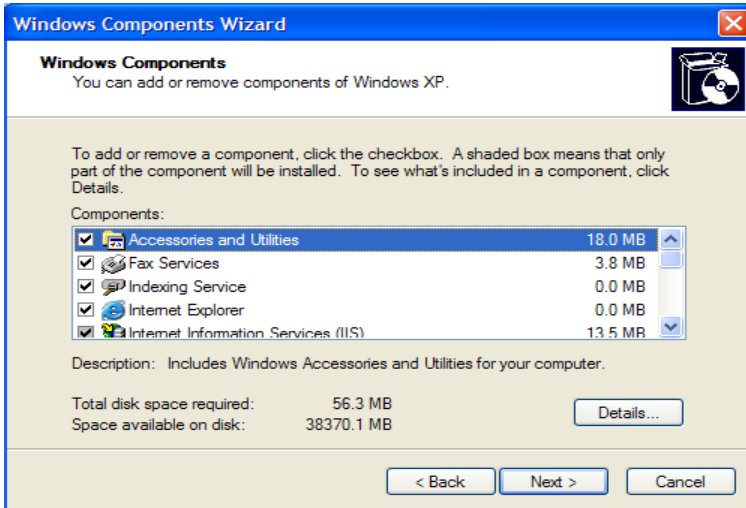 Windows Components Wizard
Windows Components
You can add or remove components of Windows XP.
To add or remove a component, click the checkbox. A shaded box means that only
part of the component will be installed. To see what's included in a component, click
Details.
Components:
Accessories and Utilities 18.0 MB
Fax Services 3.8 MB
Indexing Service 0.0 MB
Internet Explorer 0.0 MB
Internet Information Services (IIS) 13.5 MB
Description: Includes Windows Accessories and Utilities for your computer.
Total disk space required: 56.3 MB
Space available on disk: 38370.1 MB
Details...
< Back Next > Cancel